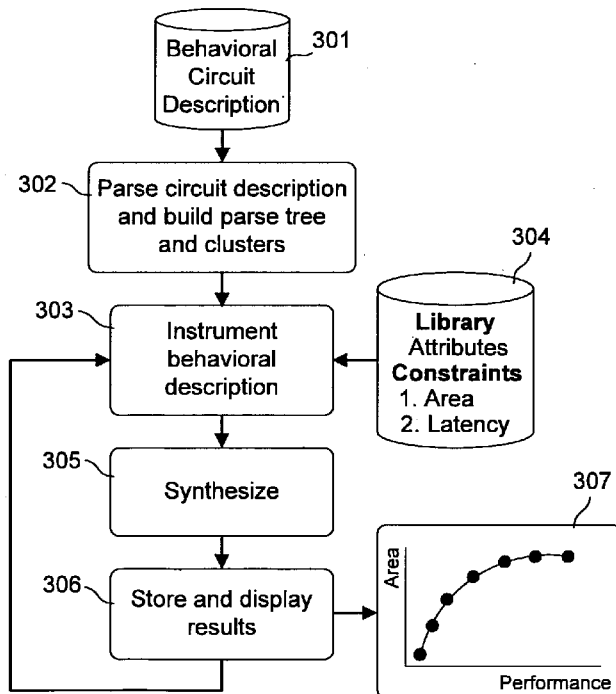 301
Behavioral
Circuit
Description
302
Parse circuit description
and build parse tree
and clusters
303
Instrument
behavioral
description
304
Library
Attributes
Constraints
1. Area
2. Latency
305
Synthesize
306
Store and display
results
307
Area
Performance